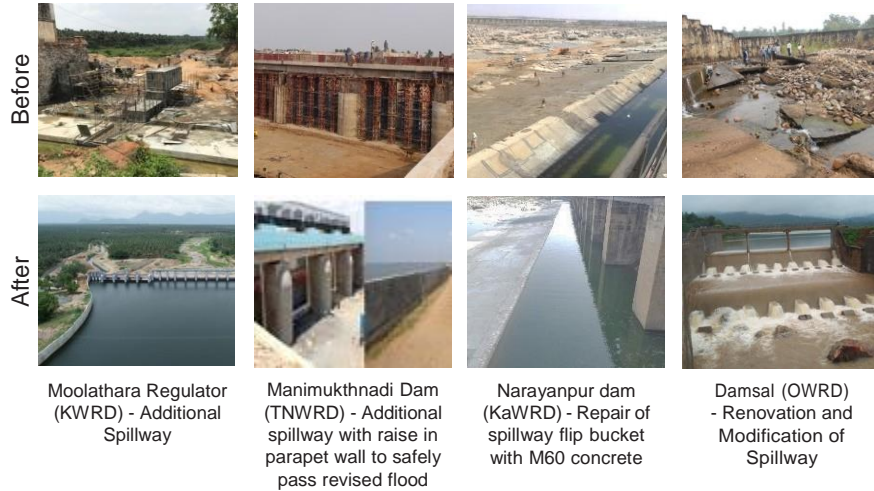 Before
After
Moolathara Regulator
(KWRD) - Additional
Spillway
Manimukthnadi Dam
(TNWRD) - Additional
spillway with raise in
parapet wall to safely
pass revised flood
Narayanpur dam
(KaWRD) - Repair of
spillway flip bucket
with M60 concrete
Damsal (OWRD)
- Renovation and
Modification of
Spillway